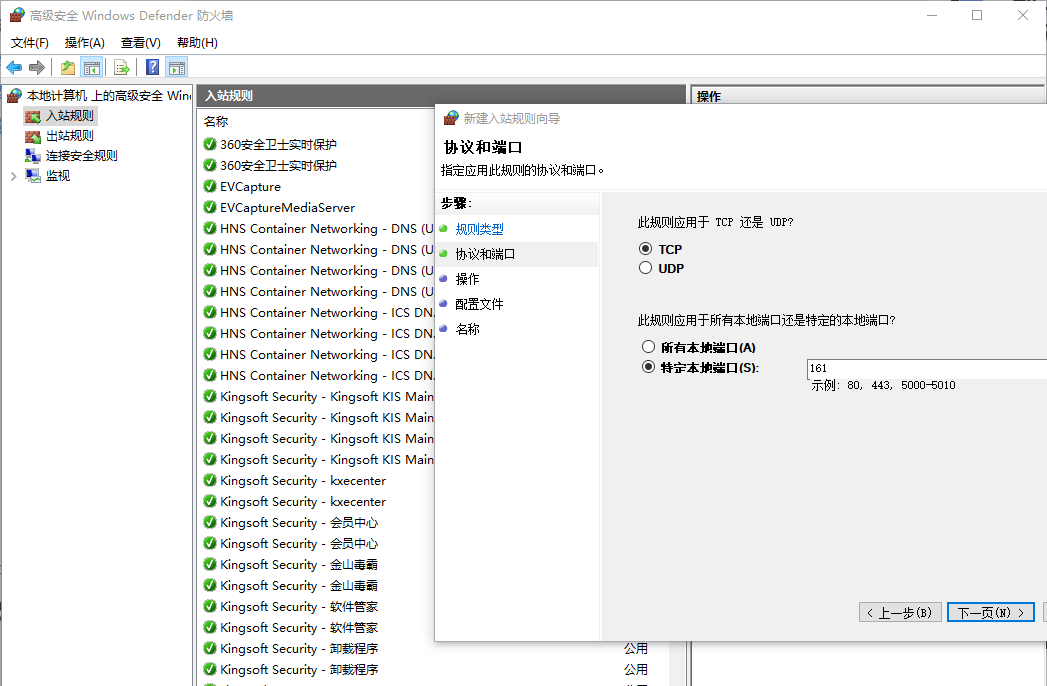 高级安全 Windows Defender 防火墙
文件(F) 操作(A) 查看(V) 帮助(H)
本地计算机 上的高级安全 Win
入站规则
出站规则
连接安全规则
监视
入站规则
名称
360安全卫士实时保护
360安全卫士实时保护
EVCapture
EVCaptureMediaServer
HNS Container Networking - DNS (U
HNS Container Networking - DNS (U
HNS Container Networking - DNS (U
HNS Container Networking - DNS (U
HNS Container Networking - ICS DN
HNS Container Networking - ICS DN
HNS Container Networking - ICS DN
HNS Container Networking - ICS DN
Kingsoft Security - Kingsoft KIS Main
Kingsoft Security - Kingsoft KIS Main
Kingsoft Security - Kingsoft KIS Main
Kingsoft Security - Kingsoft KIS Main
Kingsoft Security - kxecenter
Kingsoft Security - kxecenter
Kingsoft Security - 会员中心
Kingsoft Security - 会员中心
Kingsoft Security - 金山毒霸
Kingsoft Security - 金山毒霸
Kingsoft Security - 软件管家
Kingsoft Security - 软件管家
Kingsoft Security - 卸载程序 公用
Kingsoft Security - 卸载程序 公用
操作
新建入站规则向导
协议和端口
指定应用此规则的协议和端口。
步骤:
规则类型
协议和端口
操作
配置文件
名称
此规则应用于 TCP 还是 UDP?
TCP
UDP
此规则应用于所有本地端口还是特定的本地端口?
所有本地端口(A)
特定本地端口(S): 161
示例: 80, 443, 5000-5010
< 上一步(B) 下一页(N) >